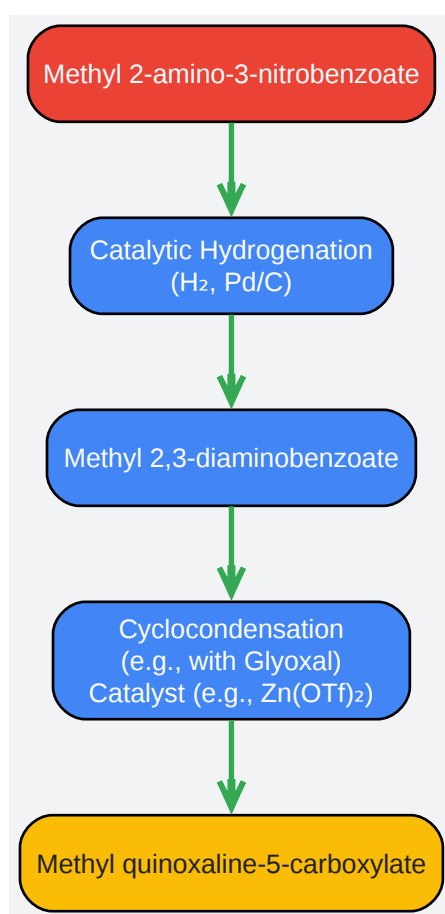 Methyl 2-amino-3-nitrobenzoate
Catalytic Hydrogenation
(H₂, Pd/C)
Methyl 2,3-diaminobenzoate
Cyclocondensation
(e.g., with Glyoxal)
Catalyst (e.g., Zn(OTf)₂)
Methyl quinoxaline-5-carboxylate